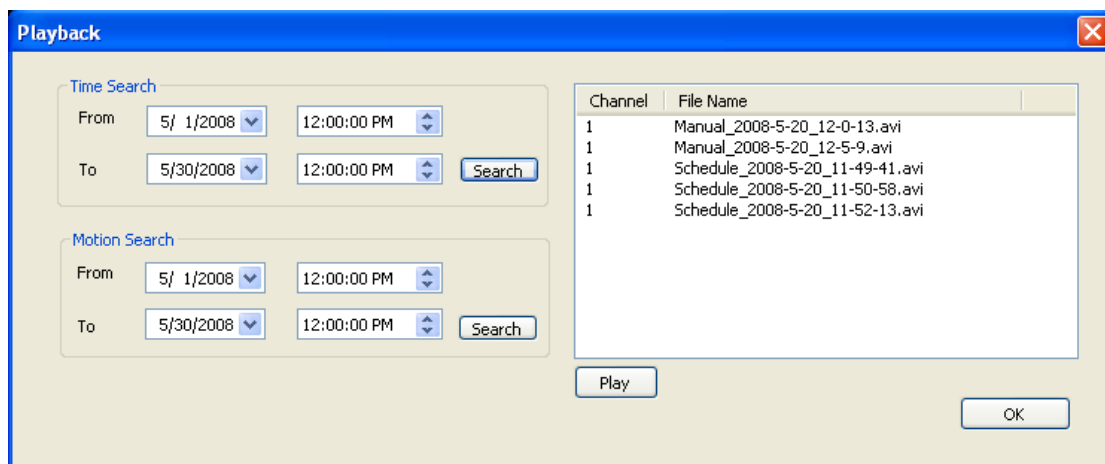 Playback
Time Search
From 5/ 1/2008 12:00:00 PM
To 5/30/2008 12:00:00 PM Search
Motion Search
From 5/ 1/2008 12:00:00 PM
To 5/30/2008 12:00:00 PM Search
Channel File Name
1 Manual_2008-5-20_12-0-13.avi
1 Manual_2008-5-20_12-5-9.avi
1 Schedule_2008-5-20_11-49-41.avi
1 Schedule_2008-5-20_11-50-58.avi
1 Schedule_2008-5-20_11-52-13.avi
Play
OK